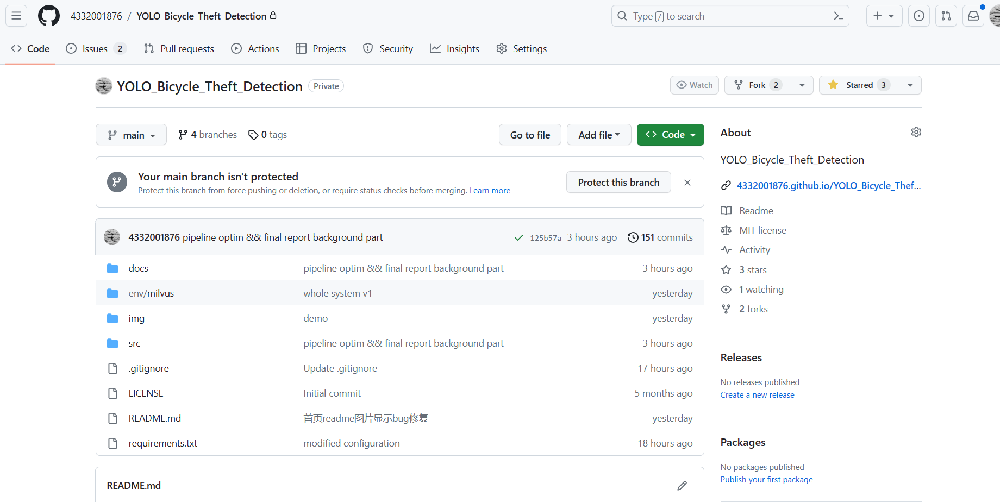 4332001876 / YOLO_Bicycle_Theft_Detection
Type / to search
Code
Issues 2
Pull requests
Actions
Projects
Security
Insights
Settings
YOLO_Bicycle_Theft_Detection Private
Watch
Fork 2
Starred 3
main
4 branches
0 tags
Go to file
Add file
Code
Your main branch isn't protected
Protect this branch from force pushing or deletion, or require status checks before merging. Learn more
Protect this branch
4332001876 pipeline optim && final report background part 125b57a 3 hours ago 151 commits
docs pipeline optim && final report background part 3 hours ago
env/milvus whole system v1 yesterday
img demo yesterday
src pipeline optim && final report background part 3 hours ago
.gitignore Update .gitignore 17 hours ago
LICENSE Initial commit 5 months ago
README.md 首页readme图片显示bug修复 yesterday
requirements.txt modified configuration 18 hours ago
README.md
About
YOLO_Bicycle_Theft_Detection
4332001876.github.io/YOLO_Bicycle_Thef...
Readme
MIT license
Activity
3 stars
1 watching
2 forks
Releases
No releases published
Create a new release
Packages
No packages published
Publish your first package